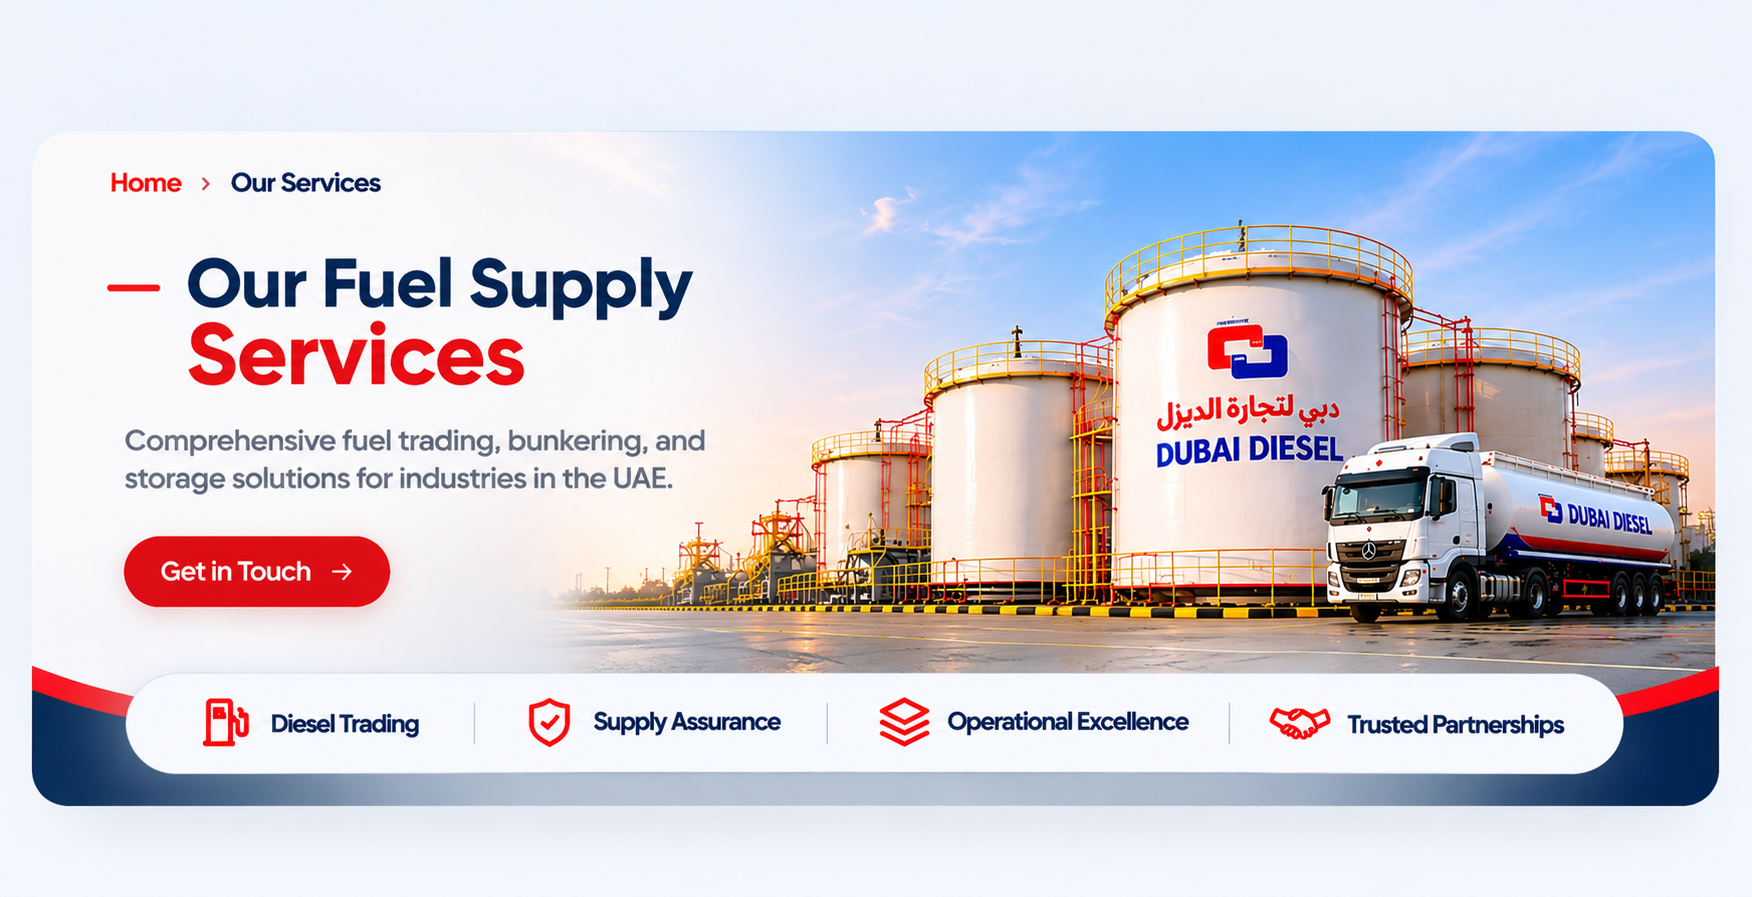 Home > Our Services
Our Fuel Supply
Services
Comprehensive fuel trading, bunkering, and
storage solutions for industries in the UAE.
Get in Touch →
دبي لتجارة الديزل
DUBAI DIESEL
DUBAI DIESEL
Diesel Trading
Supply Assurance
Operational Excellence
Trusted Partnerships